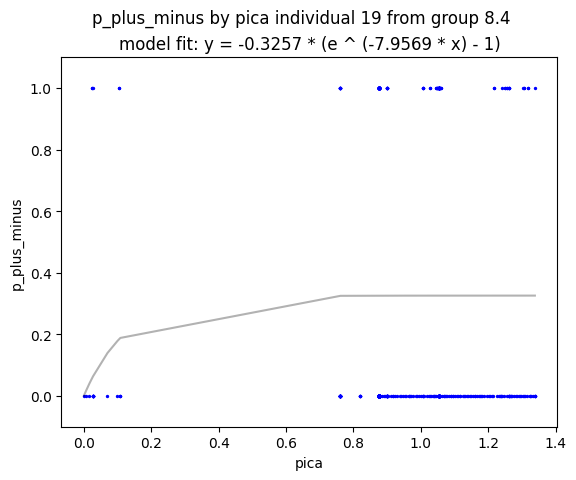 p_plus_minus by pica individual 19 from group 8.4
model fit: y = -0.3257 * (e ^ (-7.9569 * x) - 1)
1.0
0.8
0.6
0.4
0.2
0.0
p_plus_minus
0.0 0.2 0.4 0.6 0.8 1.0 1.2 1.4
pica